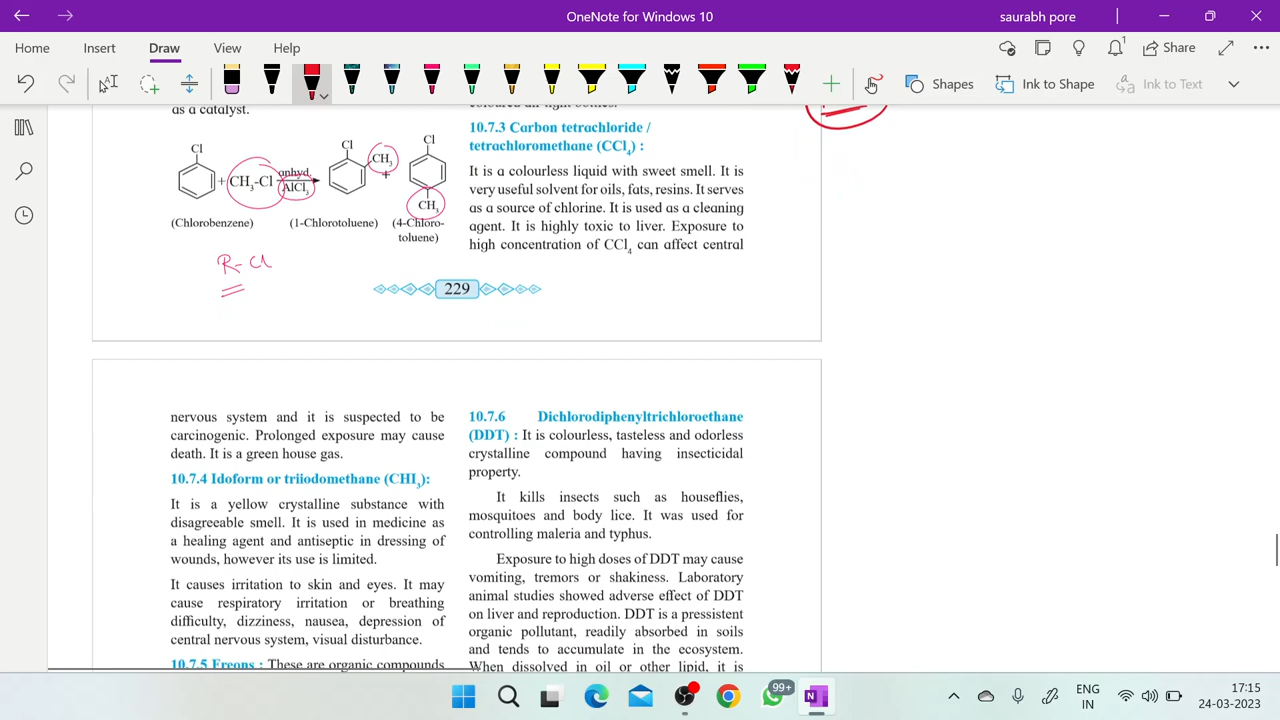 OneNote for Windows 10
saurabh pore
Home
Insert
Draw
View
Help
Share
Shapes
Ink to Shape
Ink to Text
as a catalyst.
Cl
+ CH3-Cl
anhyd.
AlCl3
Cl
CH3
+
Cl
CH3
(Chlorobenzene)
(1-Chlorotoluene)
(4-Chloro-
toluene)
R-Cl
coloured air tight bottles.
10.7.3 Carbon tetrachloride /
tetrachloromethane (CCl4) :
It is a colourless liquid with sweet smell. It is
very useful solvent for oils, fats, resins. It serves
as a source of chlorine. It is used as a cleaning
agent. It is highly toxic to liver. Exposure to
high concentration of CCl4 can affect central
229
nervous system and it is suspected to be
carcinogenic. Prolonged exposure may cause
death. It is a green house gas.
10.7.4 Idoform or triiodomethane (CHI3):
It is a yellow crystalline substance with
disagreeable smell. It is used in medicine as
a healing agent and antiseptic in dressing of
wounds, however its use is limited.
It causes irritation to skin and eyes. It may
cause respiratory irritation or breathing
difficulty, dizziness, nausea, depression of
central nervous system, visual disturbance.
10.7.5 Freons : These are organic compounds
10.7.6 Dichlorodiphenyltrichloroethane
(DDT) : It is colourless, tasteless and odorless
crystalline compound having insecticidal
property.
It kills insects such as houseflies,
mosquitoes and body lice. It was used for
controlling maleria and typhus.
Exposure to high doses of DDT may cause
vomiting, tremors or shakiness. Laboratory
animal studies showed adverse effect of DDT
on liver and reproduction. DDT is a pressistent
organic pollutant, readily absorbed in soils
and tends to accumulate in the ecosystem.
When dissolved in oil or other lipid, it is
99+
ENG
IN
17:15
24-03-2023